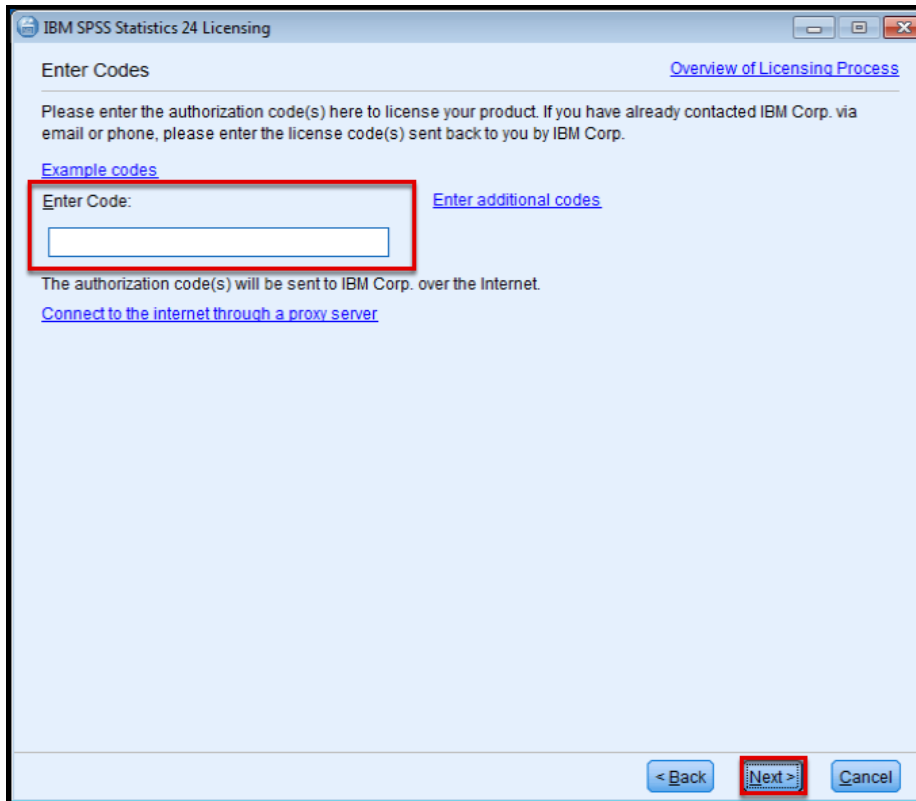 IBM SPSS Statistics 24 Licensing
Enter Codes
Overview of Licensing Process
Please enter the authorization code(s) here to license your product. If you have already contacted IBM Corp. via
email or phone, please enter the license code(s) sent back to you by IBM Corp.
Example codes
Enter Code:
Enter additional codes
The authorization code(s) will be sent to IBM Corp. over the Internet.
Connect to the internet through a proxy server
< Back
Next >
Cancel